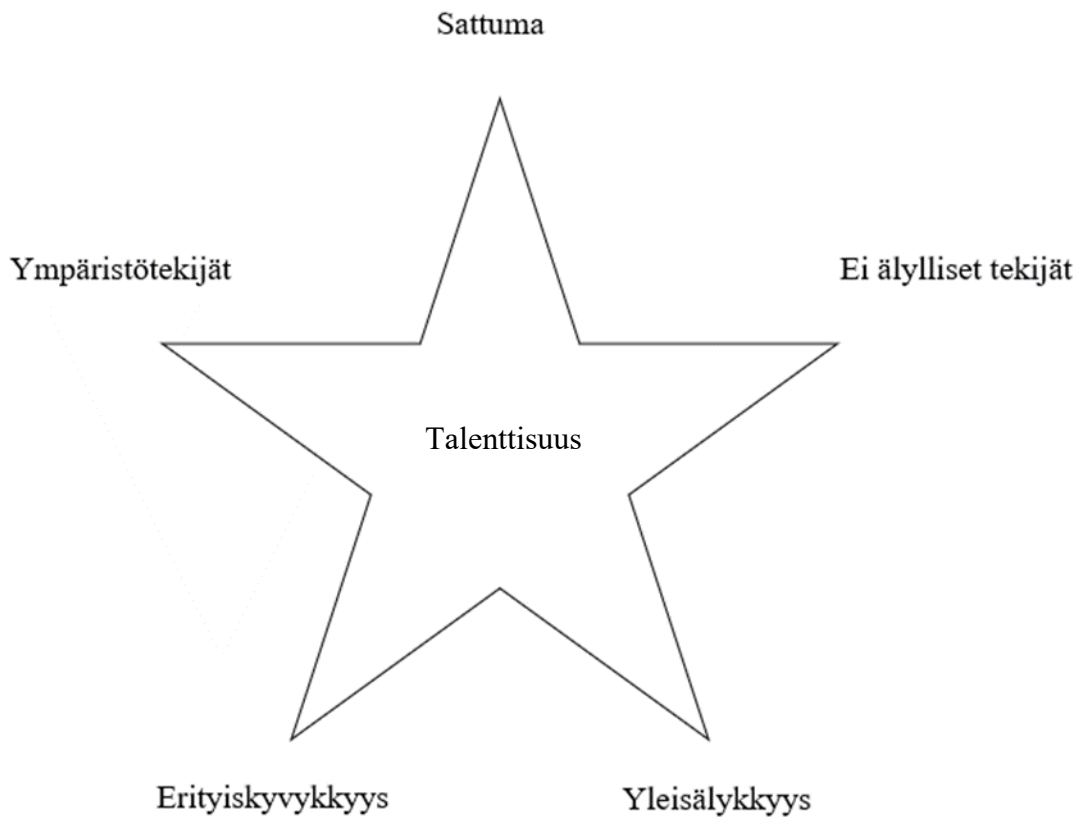 Sattuma
Ympäristötekijät
Ei älylliset tekijät
Talenttisuus
Erityiskyvykkyys
Yleisälykkyys